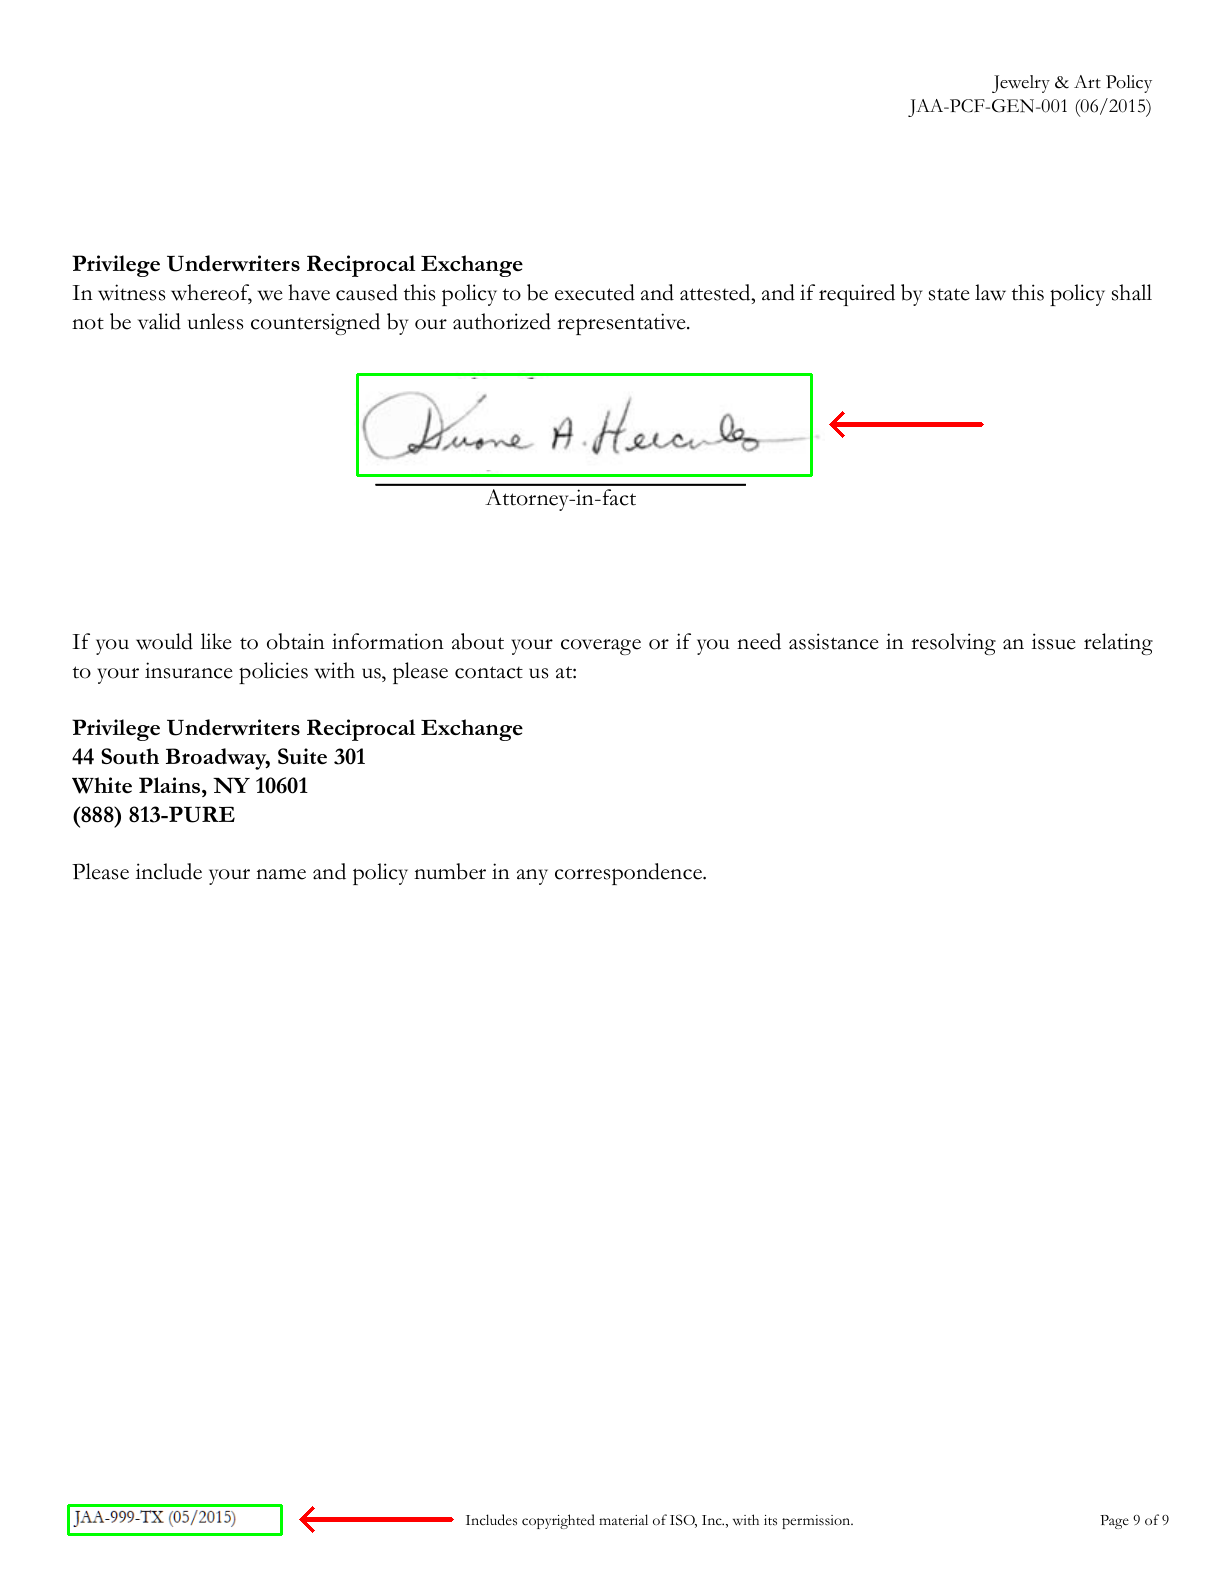 Jewelry & Art Policy
JAA-PCF-GEN-001 (06/2015)
Privilege Underwriters Reciprocal Exchange
In witness whereof, we have caused this policy to be executed and attested, and if required by state law this policy shall
not be valid unless countersigned by our authorized representative.
Duane A. Hercules
Attorney-in-fact
If you would like to obtain information about your coverage or if you need assistance in resolving an issue relating
to your insurance policies with us, please contact us at:
Privilege Underwriters Reciprocal Exchange
44 South Broadway, Suite 301
White Plains, NY 10601
(888) 813-PURE
Please include your name and policy number in any correspondence.
JAA-999-TX (05/2015) Includes copyrighted material of ISO, Inc., with its permission. Page 9 of 9